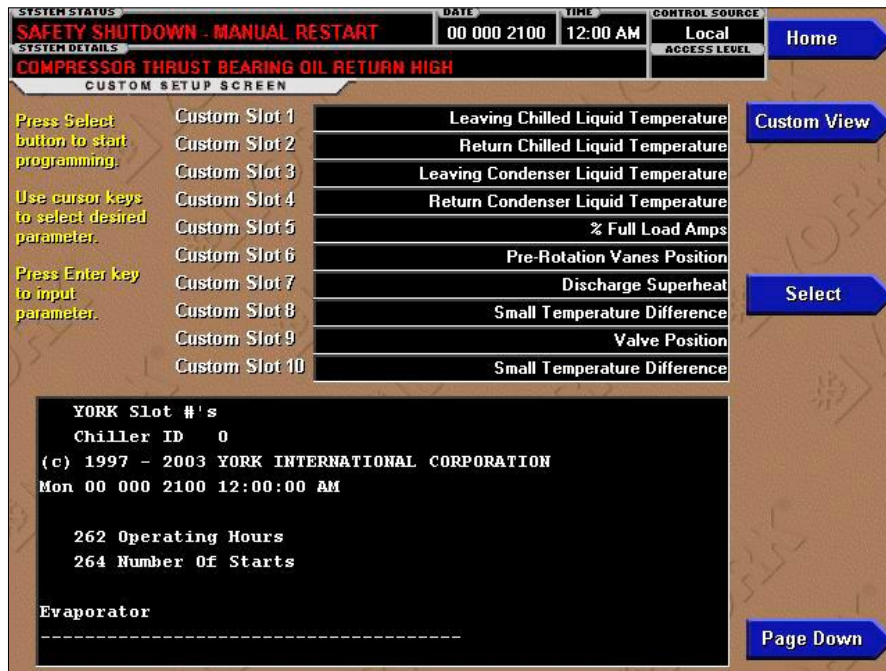 SYSTEM STATUS
SAFETY SHUTDOWN - MANUAL RESTART
DATE
00 000 2100
TIME
12:00 AM
CONTROL SOURCE
Local
ACCESS LEVEL
Home
SYSTEM DETAILS
COMPRESSOR THRUST BEARING OIL RETURN HIGH
CUSTOM SETUP SCREEN
Press Select
button to start
programming.
Use cursor keys
to select desired
parameter.
Press Enter key
to input
parameter.
Custom Slot 1 Leaving Chilled Liquid Temperature
Custom Slot 2 Return Chilled Liquid Temperature
Custom Slot 3 Leaving Condenser Liquid Temperature
Custom Slot 4 Return Condenser Liquid Temperature
Custom Slot 5 % Full Load Amps
Custom Slot 6 Pre-Rotation Vanes Position
Custom Slot 7 Discharge Superheat
Custom Slot 8 Small Temperature Difference
Custom Slot 9 Valve Position
Custom Slot 10 Small Temperature Difference
Custom View
Select
YORK Slot #'s
Chiller ID 0
(c) 1997 - 2003 YORK INTERNATIONAL CORPORATION
Mon 00 000 2100 12:00:00 AM
262 Operating Hours
264 Number Of Starts
Evaporator
------------------------------------------
Page Down